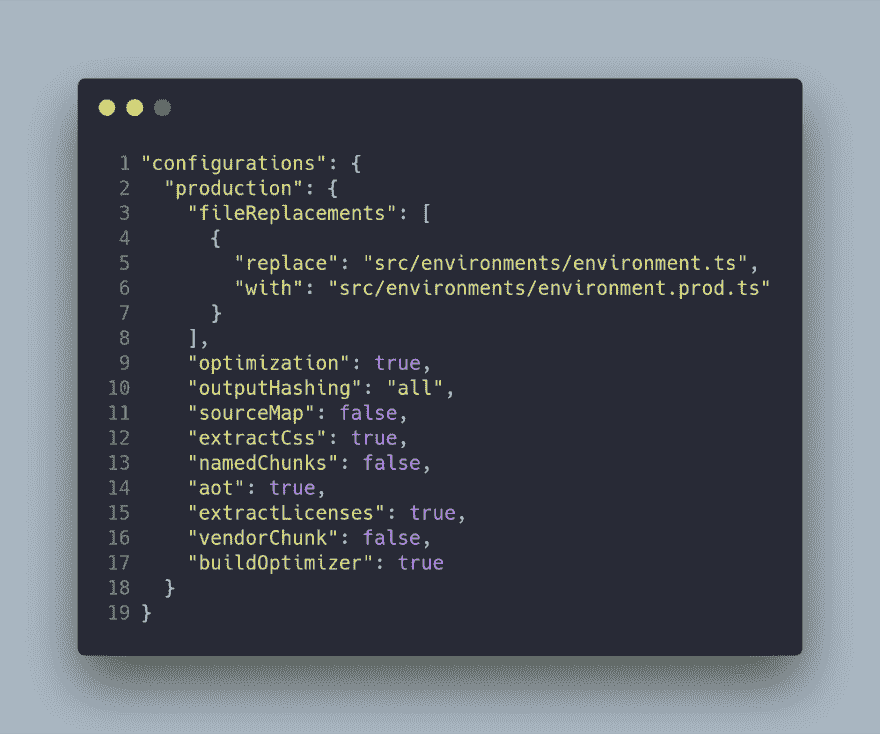 1 "configurations": {
2   "production": {
3     "fileReplacements": [
4       {
5         "replace": "src/environments/environment.ts",
6         "with": "src/environments/environment.prod.ts"
7       }
8     ],
9     "optimization": true,
10     "outputHashing": "all",
11     "sourceMap": false,
12     "extractCss": true,
13     "namedChunks": false,
14     "aot": true,
15     "extractLicenses": true,
16     "vendorChunk": false,
17     "buildOptimizer": true
18   }
19 }